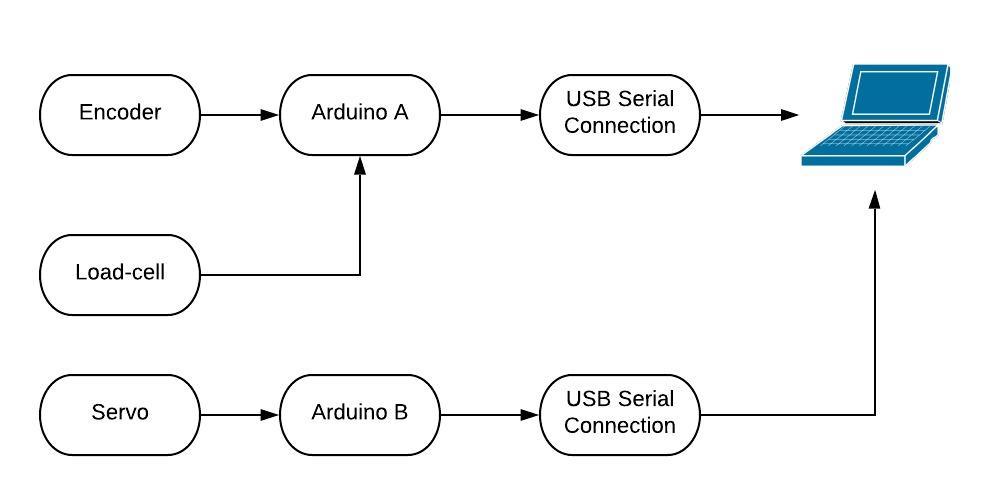 Encoder
Arduino A
USB Serial
Connection
Load-cell
Servo
Arduino B
USB Serial
Connection